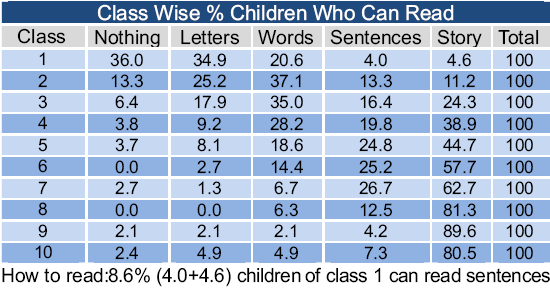 Class Wise % Children Who Can Read
Class Nothing Letters Words Sentences Story Total
1 36.0 34.9 20.6 4.0 4.6 100
2 13.3 25.2 37.1 13.3 11.2 100
3 6.4 17.9 35.0 16.4 24.3 100
4 3.8 9.2 28.2 19.8 38.9 100
5 3.7 8.1 18.6 24.8 44.7 100
6 0.0 2.7 14.4 25.2 57.7 100
7 2.7 1.3 6.7 26.7 62.7 100
8 0.0 0.0 6.3 12.5 81.3 100
9 2.1 2.1 2.1 4.2 89.6 100
10 2.4 4.9 4.9 7.3 80.5 100
How to read:8.6% (4.0+4.6) children of class 1 can read sentences